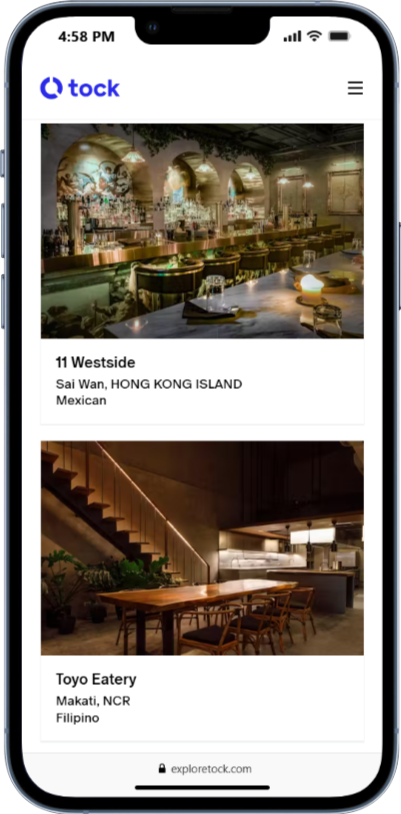 4:58 PM
tock
11 Westside
Sai Wan, HONG KONG ISLAND
Mexican
Toyo Eatery
Makati, NCR
Filipino
exploretock.com